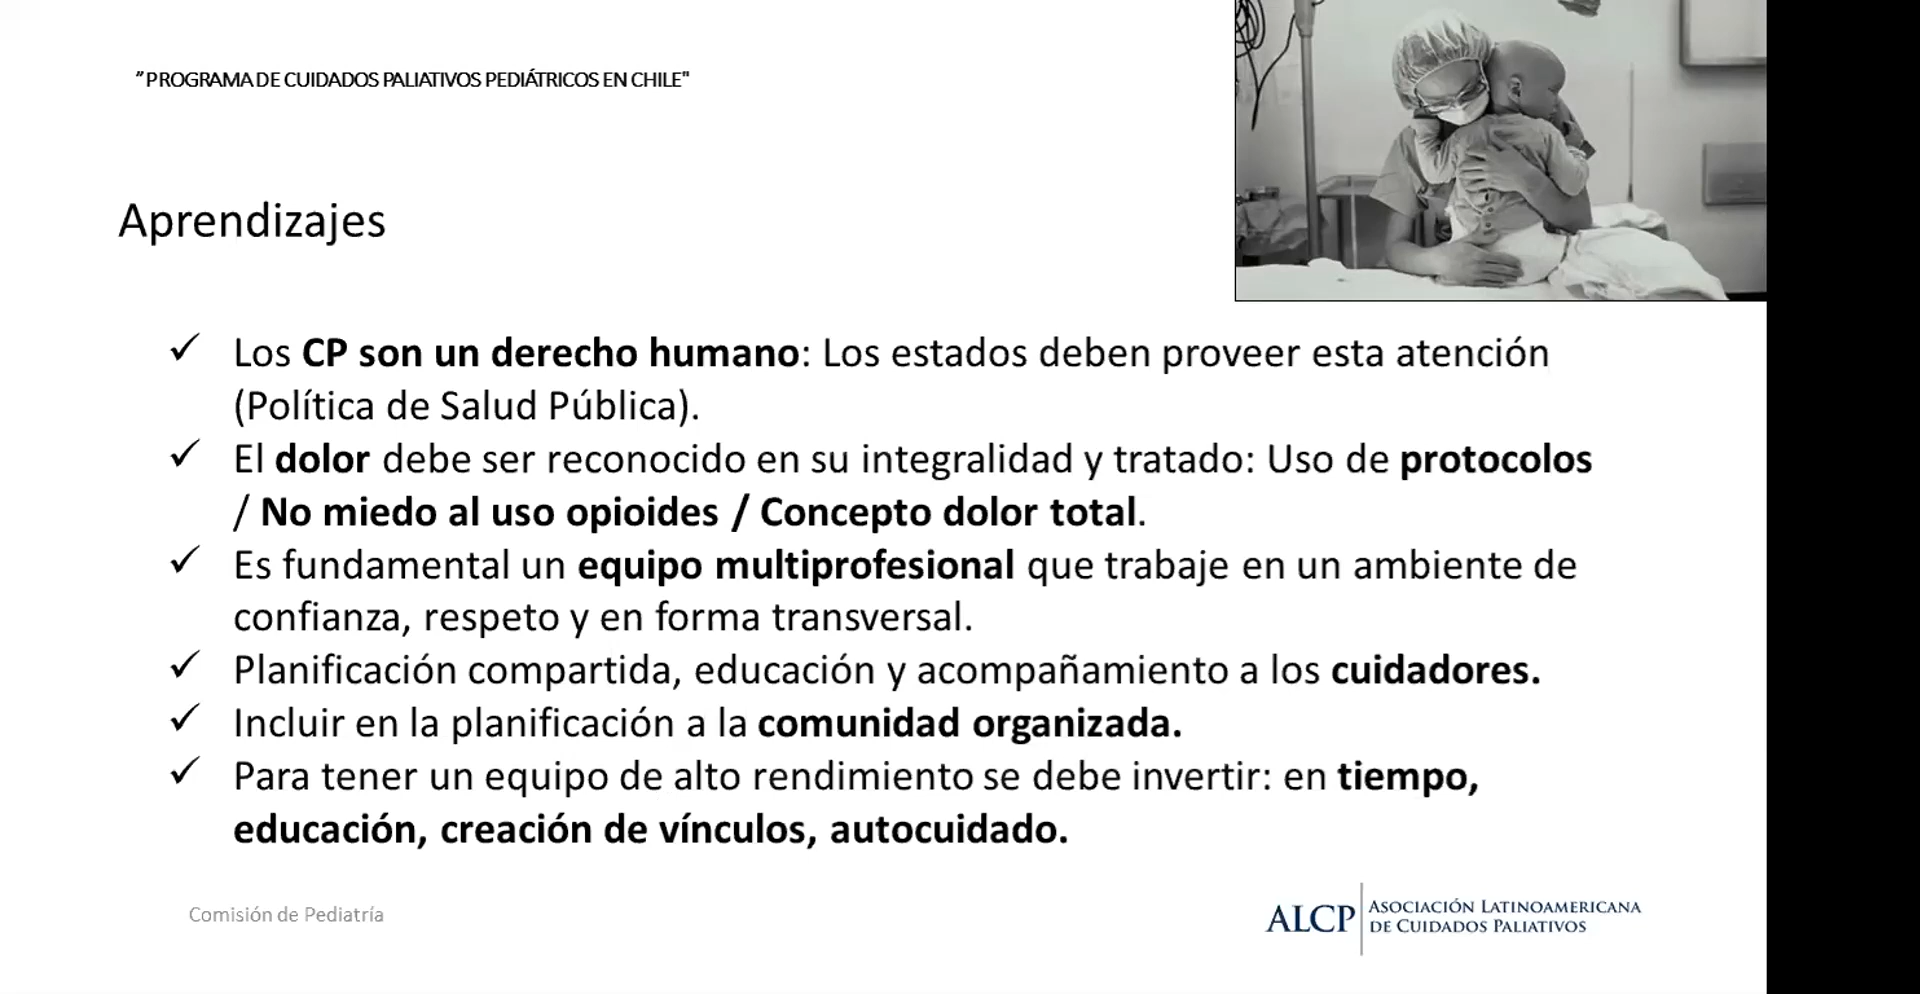 ”PROGRAMA DE CUIDADOS PALIATIVOS PEDIÁTRICOS EN CHILE"
Aprendizajes
✓ Los CP son un derecho humano: Los estados deben proveer esta atención
(Política de Salud Pública).
✓ El dolor debe ser reconocido en su integralidad y tratado: Uso de protocolos
/ No miedo al uso opioides / Concepto dolor total.
✓ Es fundamental un equipo multiprofesional que trabaje en un ambiente de
confianza, respeto y en forma transversal.
✓ Planificación compartida, educación y acompañamiento a los cuidadores.
✓ Incluir en la planificación a la comunidad organizada.
✓ Para tener un equipo de alto rendimiento se debe invertir: en tiempo,
educación, creación de vínculos, autocuidado.
Comisión de Pediatría
ALCP
ASOCIACIÓN LATINOAMERICANA
DE CUIDADOS PALIATIVOS